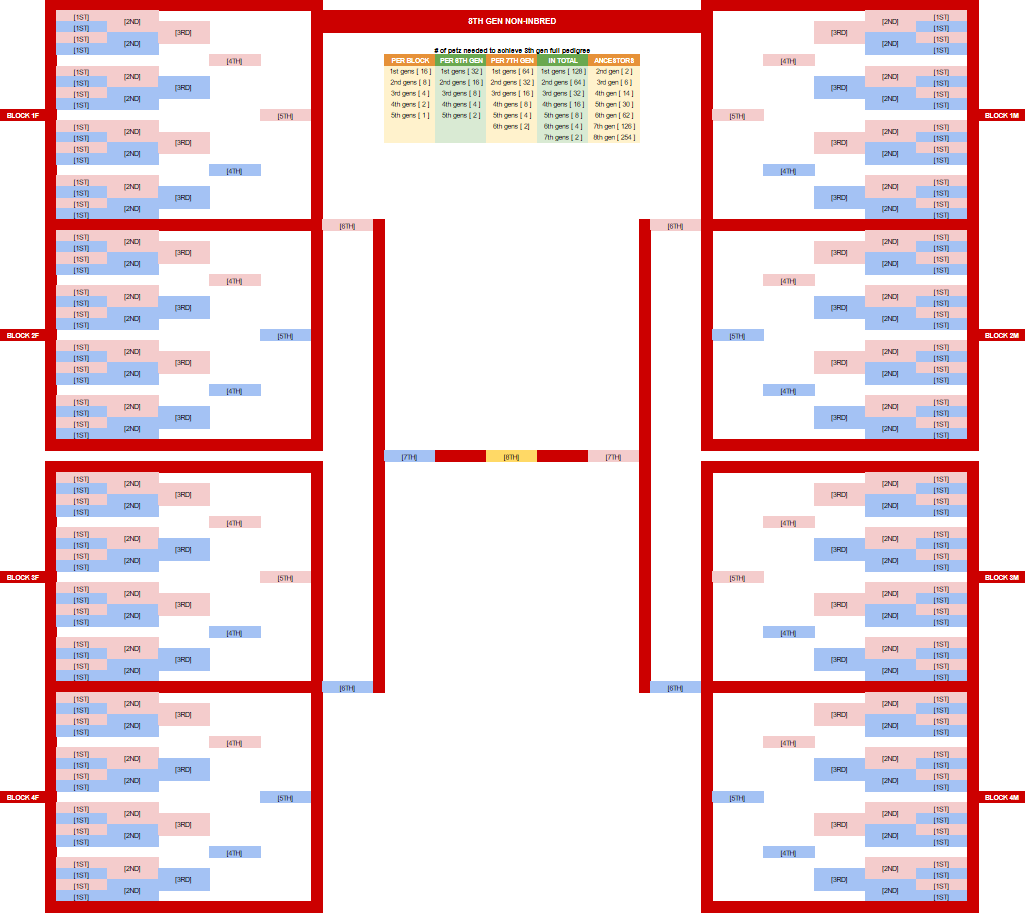 8TH GEN NON-INBRED
# of petz needed to achieve 8th gen full pedigree
PER BLOCK PER 6TH GEN PER 7TH GEN IN TOTAL ANCESTORS
1st gens [ 16 ] 1st gens [ 32 ] 1st gens [ 64 ] 1st gens [ 128 ] 2nd gen [ 2 ]
2nd gens [ 8 ] 2nd gens [ 16 ] 2nd gens [ 32 ] 2nd gens [ 64 ] 3rd gen [ 6 ]
3rd gens [ 4 ] 3rd gens [ 8 ] 3rd gens [ 16 ] 3rd gens [ 32 ] 4th gen [ 14 ]
4th gens [ 2 ] 4th gens [ 4 ] 4th gens [ 8 ] 4th gens [ 16 ] 5th gen [ 30 ]
5th gens [ 1 ] 5th gens [ 2 ] 5th gens [ 4 ] 5th gens [ 8 ] 6th gen [ 62 ]
6th gens [ 2] 6th gens [ 4 ] 7th gen [ 126 ]
7th gens [ 2 ] 8th gen [ 254 ]
[1ST] [2ND] [2ND] [1ST]
[1ST] [3RD] [3RD] [1ST]
[1ST] [2ND] [2ND] [1ST]
[1ST] [1ST]
[4TH] [4TH]
[1ST] [2ND] [2ND] [1ST]
[1ST] [3RD] [3RD] [1ST]
[1ST] [2ND] [2ND] [1ST]
[1ST] [1ST]
BLOCK 1F [5TH] [5TH] BLOCK 1M
[1ST] [2ND] [2ND] [1ST]
[1ST] [3RD] [3RD] [1ST]
[1ST] [2ND] [2ND] [1ST]
[1ST] [1ST]
[4TH] [4TH]
[1ST] [2ND] [2ND] [1ST]
[1ST] [3RD] [3RD] [1ST]
[1ST] [2ND] [2ND] [1ST]
[1ST] [1ST]
[6TH] [6TH]
[1ST] [2ND] [2ND] [1ST]
[1ST] [3RD] [3RD] [1ST]
[1ST] [2ND] [2ND] [1ST]
[1ST] [1ST]
[4TH] [4TH]
[1ST] [2ND] [2ND] [1ST]
[1ST] [3RD] [3RD] [1ST]
[1ST] [2ND] [2ND] [1ST]
[1ST] [1ST]
BLOCK 2F [5TH] [5TH] BLOCK 2M
[1ST] [2ND] [2ND] [1ST]
[1ST] [3RD] [3RD] [1ST]
[1ST] [2ND] [2ND] [1ST]
[1ST] [1ST]
[4TH] [4TH]
[1ST] [2ND] [2ND] [1ST]
[1ST] [3RD] [3RD] [1ST]
[1ST] [2ND] [2ND] [1ST]
[1ST] [1ST]
[7TH] [8TH] [7TH]
[1ST] [2ND] [2ND] [1ST]
[1ST] [3RD] [3RD] [1ST]
[1ST] [2ND] [2ND] [1ST]
[1ST] [1ST]
[4TH] [4TH]
[1ST] [2ND] [2ND] [1ST]
[1ST] [3RD] [3RD] [1ST]
[1ST] [2ND] [2ND] [1ST]
[1ST] [1ST]
BLOCK 3F [5TH] [5TH] BLOCK 3M
[1ST] [2ND] [2ND] [1ST]
[1ST] [3RD] [3RD] [1ST]
[1ST] [2ND] [2ND] [1ST]
[1ST] [1ST]
[4TH] [4TH]
[1ST] [2ND] [2ND] [1ST]
[1ST] [3RD] [3RD] [1ST]
[1ST] [2ND] [2ND] [1ST]
[1ST] [1ST]
[6TH] [6TH]
[1ST] [2ND] [2ND] [1ST]
[1ST] [3RD] [3RD] [1ST]
[1ST] [2ND] [2ND] [1ST]
[1ST] [1ST]
[4TH] [4TH]
[1ST] [2ND] [2ND] [1ST]
[1ST] [3RD] [3RD] [1ST]
[1ST] [2ND] [2ND] [1ST]
[1ST] [1ST]
BLOCK 4F [5TH] [5TH] BLOCK 4M
[1ST] [2ND] [2ND] [1ST]
[1ST] [3RD] [3RD] [1ST]
[1ST] [2ND] [2ND] [1ST]
[1ST] [1ST]
[4TH] [4TH]
[1ST] [2ND] [2ND] [1ST]
[1ST] [3RD] [3RD] [1ST]
[1ST] [2ND] [2ND] [1ST]
[1ST] [1ST]